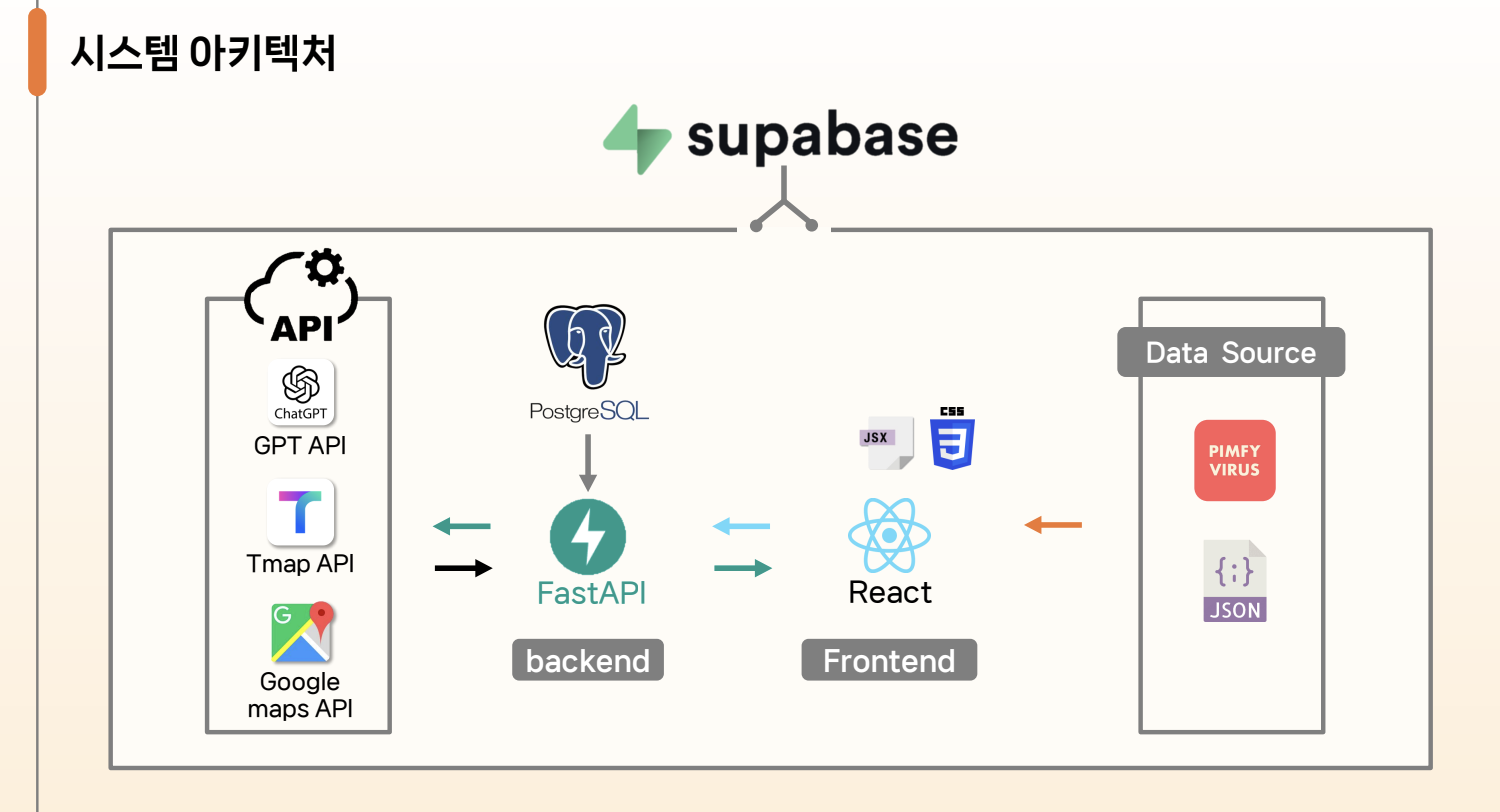 시스템 아키텍처
supabase
API
ChatGPT
GPT API
Tmap API
G
Google
maps API
PostgreSQL
FastAPI
backend
JSX
CSS
3
React
Frontend
Data Source
PIMFY
VIRUS
{;}
JSON